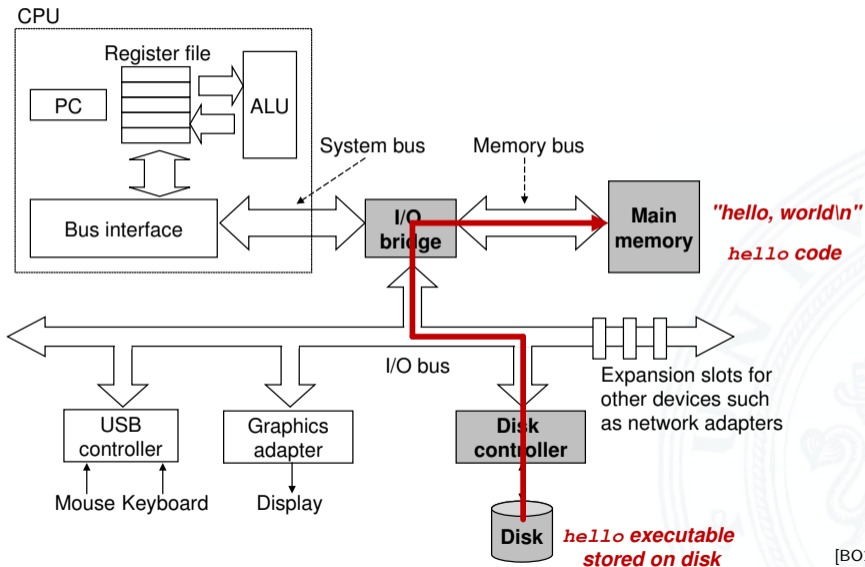 CPU
Register file
PC
ALU
System bus
Memory bus
Bus interface
I/O
bridge
Main
memory
"hello, world\n"
hello code
I/O bus
Expansion slots for
other devices such
as network adapters
USB
controller
Graphics
adapter
Disk
controller
Mouse Keyboard
Display
Disk
hello executable
stored on disk
[BO